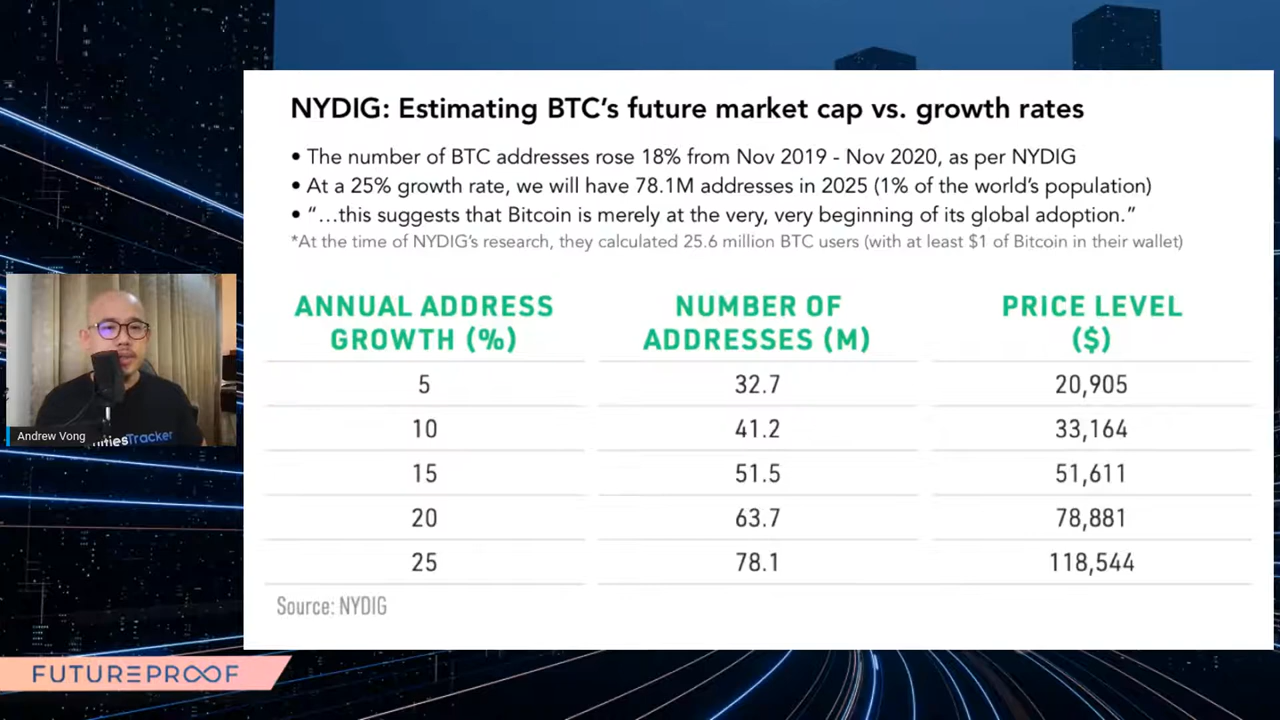 NYDIG: Estimating BTC’s future market cap vs. growth rates
• The number of BTC addresses rose 18% from Nov 2019 - Nov 2020, as per NYDIG
• At a 25% growth rate, we will have 78.1M addresses in 2025 (1% of the world’s population)
• “…this suggests that Bitcoin is merely at the very, very beginning of its global adoption.”
*At the time of NYDIG’s research, they calculated 25.6 million BTC users (with at least $1 of Bitcoin in their wallet)
ANNUAL ADDRESS GROWTH (%) NUMBER OF ADDRESSES (M) PRICE LEVEL ($)
5 32.7 20,905
10 41.2 33,164
15 51.5 51,611
20 63.7 78,881
25 78.1 118,544
Source: NYDIG
Andrew Vong
Tracker
FUTUREPROOF